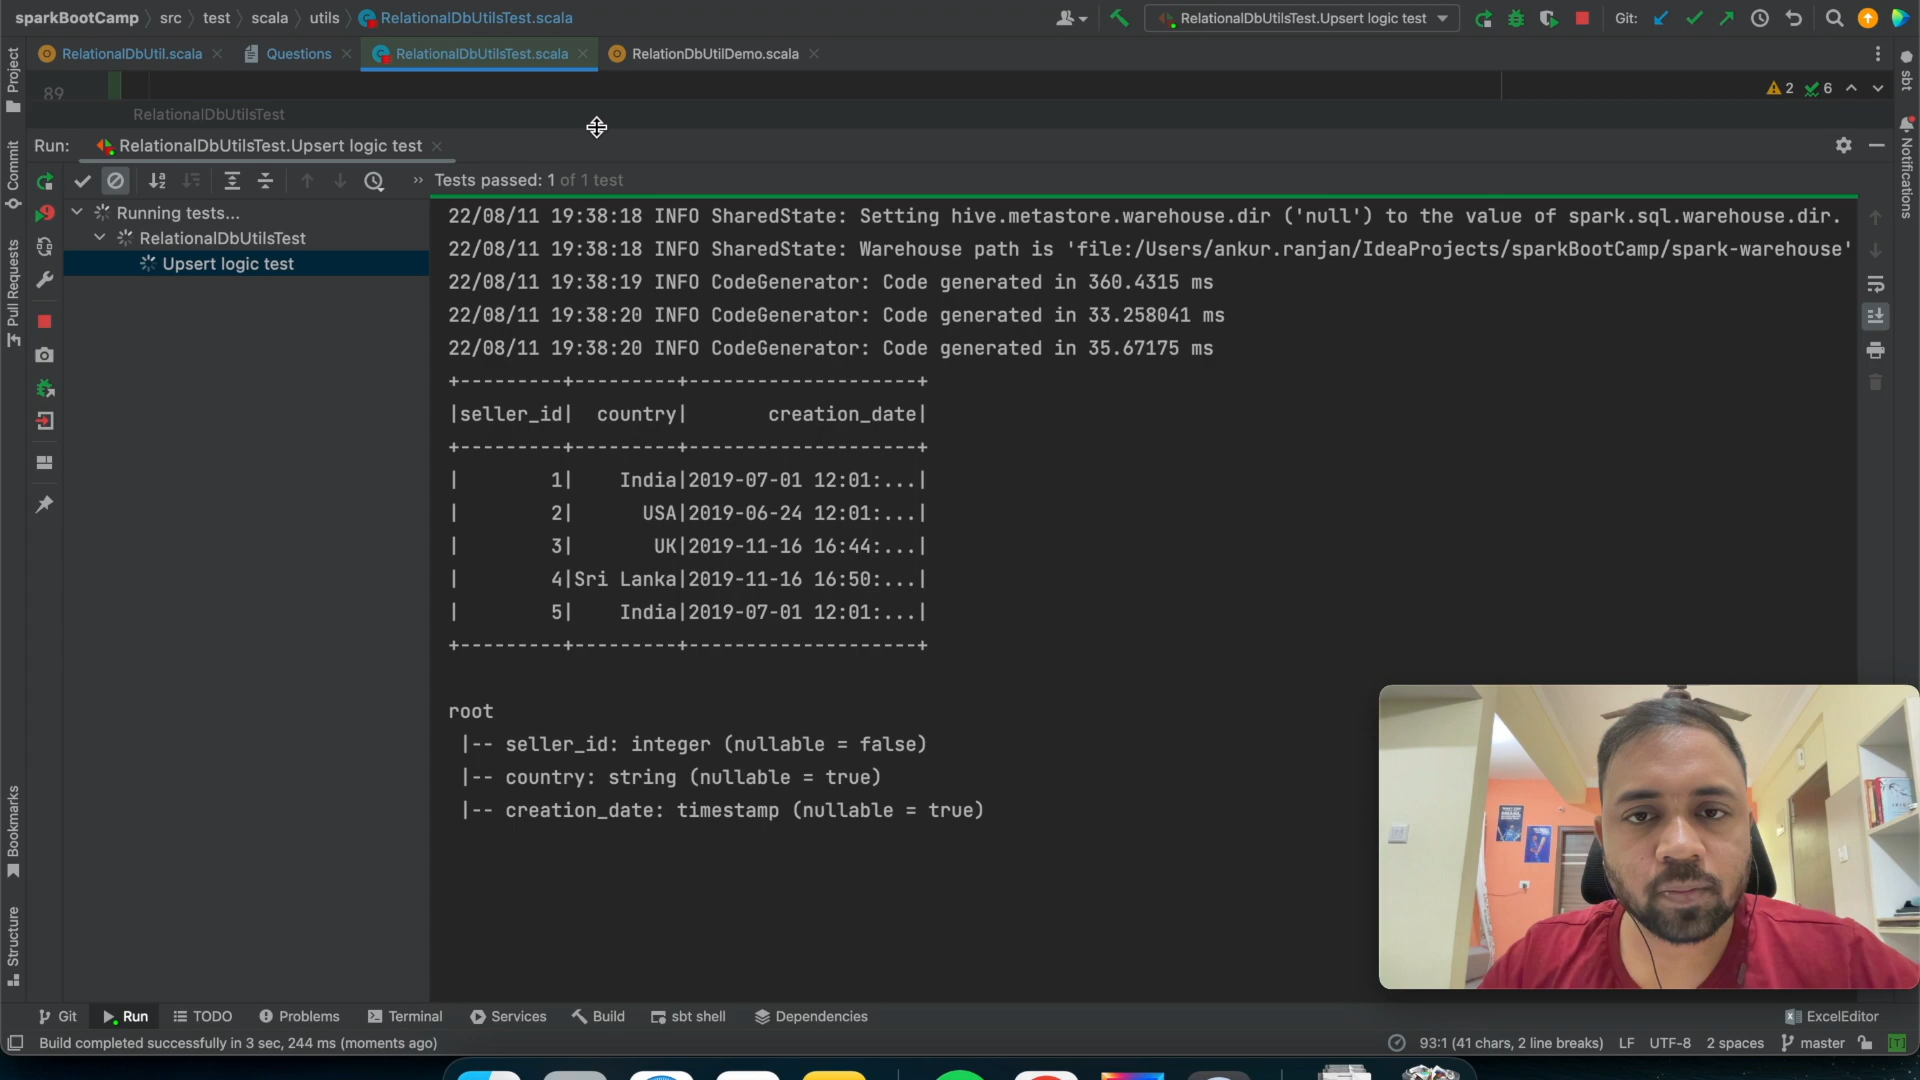 sparkBootCamp > src > test > scala > utils > RelationalDbUtilsTest.scala
RelationalDbUtilsTest.Upsert logic test
Git:
RelationalDbUtil.scala
Questions
RelationalDbUtilsTest.scala
RelationDbUtilDemo.scala
89
2
6
RelationalDbUtilsTest
Run:
RelationalDbUtilsTest.Upsert logic test
Tests passed: 1 of 1 test
Running tests...
RelationalDbUtilsTest
Upsert logic test
22/08/11 19:38:18 INFO SharedState: Setting hive.metastore.warehouse.dir ('null') to the value of spark.sql.warehouse.dir.
22/08/11 19:38:18 INFO SharedState: Warehouse path is 'file:/Users/ankur.ranjan/IdeaProjects/sparkBootCamp/spark-warehouse'
22/08/11 19:38:19 INFO CodeGenerator: Code generated in 360.4315 ms
22/08/11 19:38:20 INFO CodeGenerator: Code generated in 33.258041 ms
22/08/11 19:38:20 INFO CodeGenerator: Code generated in 35.67175 ms
+---------+---------+--------------------+
|seller_id|  country|       creation_date|
+---------+---------+--------------------+
|        1|    India|2019-07-01 12:01:...|
|        2|      USA|2019-06-24 12:01:...|
|        3|       UK|2019-11-16 16:44:...|
|        4|Sri Lanka|2019-11-16 16:50:...|
|        5|    India|2019-07-01 12:01:...|
+---------+---------+--------------------+
root
|-- seller_id: integer (nullable = false)
|-- country: string (nullable = true)
|-- creation_date: timestamp (nullable = true)
Project
Commit
Pull Requests
Bookmarks
Structure
sbt
Notifications
Git
Run
TODO
Problems
Terminal
Services
Build
sbt shell
Dependencies
ExcelEditor
Build completed successfully in 3 sec, 244 ms (moments ago)
93:1 (41 chars, 2 line breaks)
LF
UTF-8
2 spaces
master
[T]